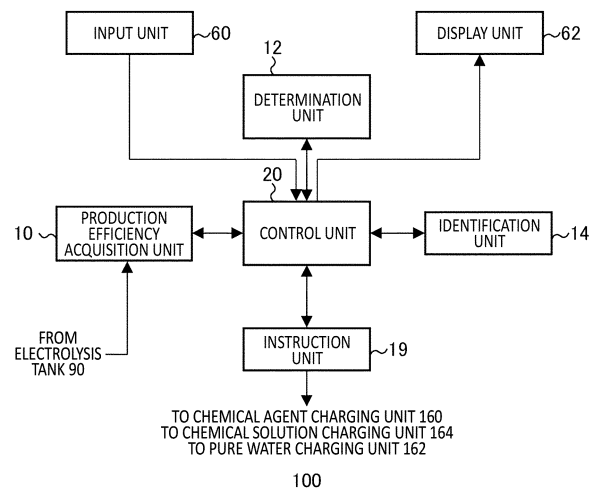 INPUT UNIT
60
DISPLAY UNIT
62
12
DETERMINATION
UNIT
20
CONTROL UNIT
10
PRODUCTION
EFFICIENCY
ACQUISITION UNIT
IDENTIFICATION
UNIT
14
FROM
ELECTROLYSIS
TANK 90
INSTRUCTION
UNIT
19
TO CHEMICAL AGENT CHARGING UNIT 160
TO CHEMICAL SOLUTION CHARGING UNIT 164
TO PURE WATER CHARGING UNIT 162
100